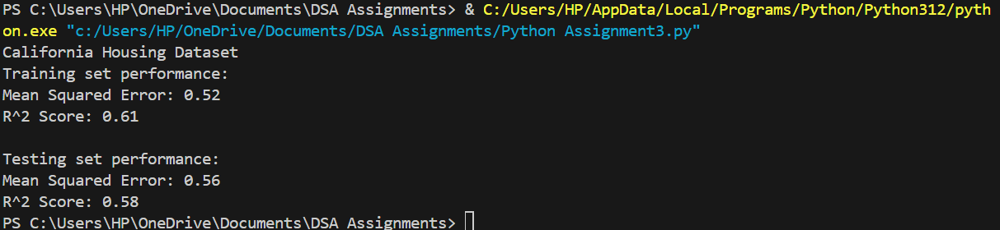 PS C:\Users\HP\OneDrive\Documents\DSA Assignments> & C:/Users/HP/AppData/Local/Programs/Python/Python312/pyth
on.exe "c:/Users/HP/OneDrive/Documents/DSA Assignments/Python Assignment3.py"
California Housing Dataset
Training set performance:
Mean Squared Error: 0.52
R^2 Score: 0.61

Testing set performance:
Mean Squared Error: 0.56
R^2 Score: 0.58
PS C:\Users\HP\OneDrive\Documents\DSA Assignments>